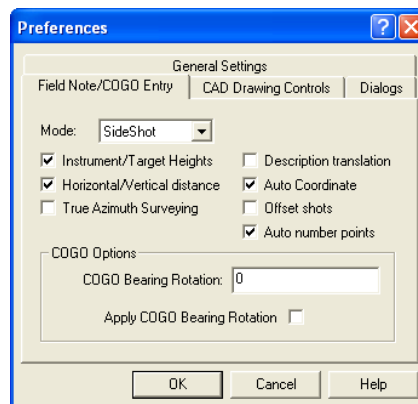 Preferences
General Settings
Field Note/COGO Entry CAD Drawing Controls Dialogs
Mode: SideShot
Instrument/Target Heights Description translation
Horizontal/Vertical distance Auto Coordinate
True Azimuth Surveying Offset shots
Auto number points
COGO Options
COGO Bearing Rotation: 0
Apply COGO Bearing Rotation
OK Cancel Help